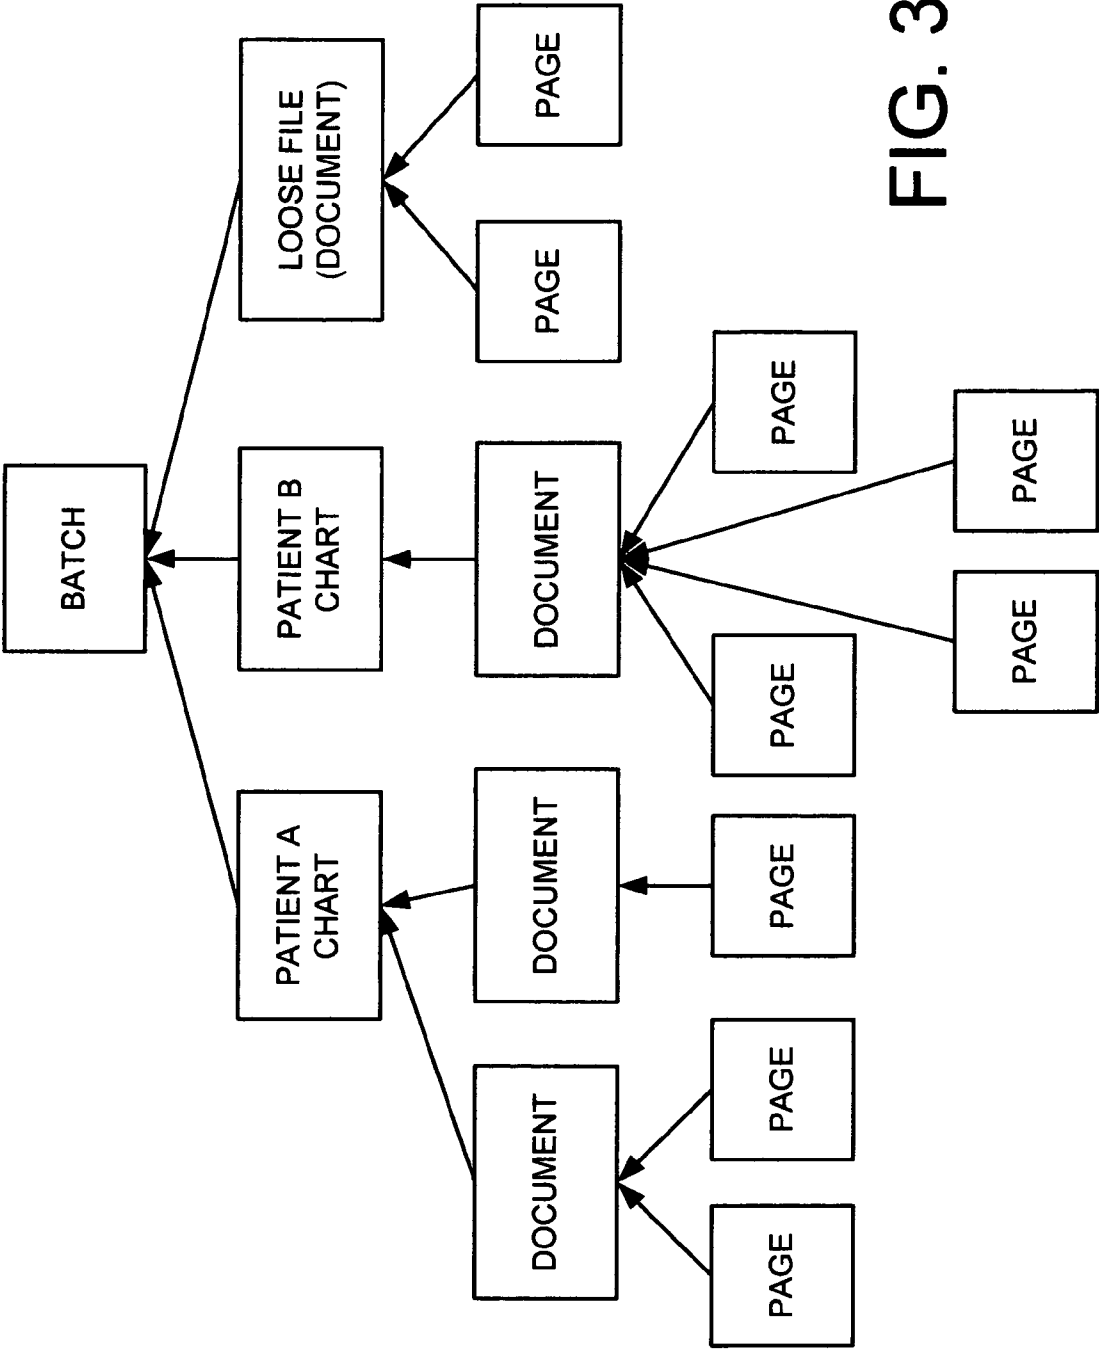 BATCH
PATIENT A
CHART
PATIENT B
CHART
LOOSE FILE
(DOCUMENT)
DOCUMENT
DOCUMENT
DOCUMENT
PAGE
PAGE
PAGE
PAGE
PAGE
PAGE
PAGE
PAGE
PAGE
FIG. 3